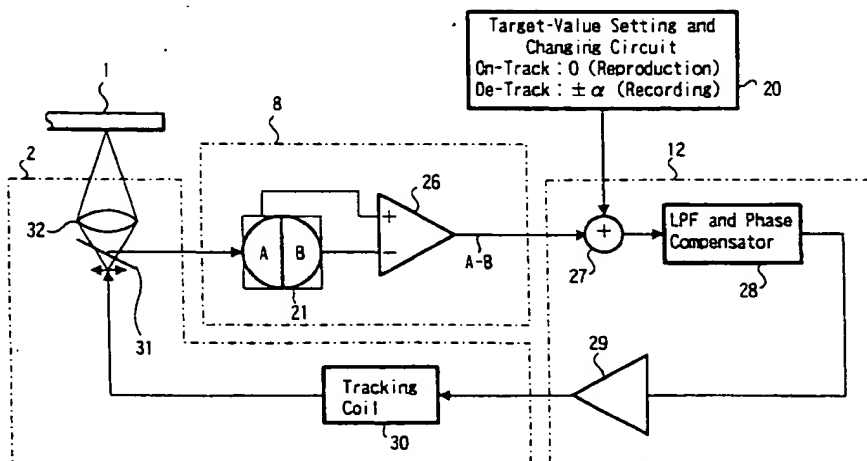 Target-Value Setting and
Changing Circuit
On-Track : 0 (Reproduction)
De-Track : ± α (Recording)
20
1
8
2
12
26
32
+
−
A
B
A-B
+
27
LPF and Phase
Compensator
28
21
31
29
Tracking
Coil
30